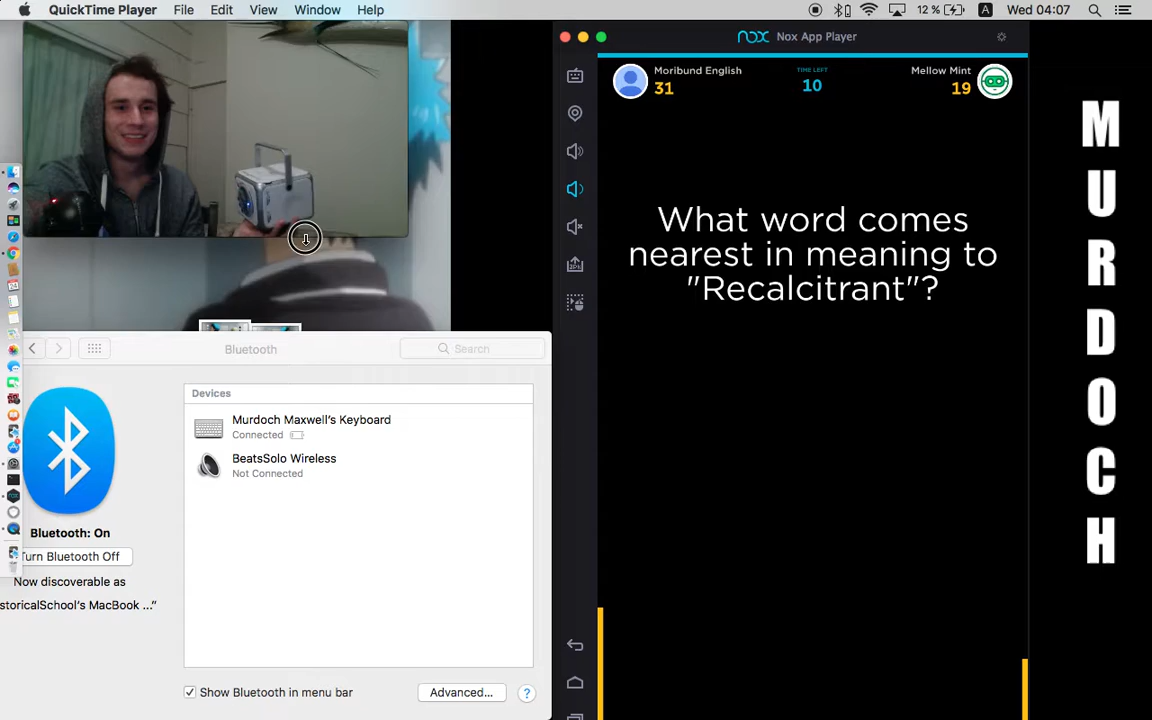 QuickTime Player File Edit View Window Help
12 % A Wed 04:07
nox Nox App Player
Moribund English
31
TIME LEFT
10
Mellow Mint
19
What word comes
nearest in meaning to
"Recalcitrant"?
M
U
R
D
O
C
H
Bluetooth
Search
Devices
Murdoch Maxwell's Keyboard
Connected
BeatsSolo Wireless
Not Connected
Bluetooth: On
Turn Bluetooth Off
Now discoverable as
storicalSchool's MacBook ..."
Show Bluetooth in menu bar
Advanced...
?